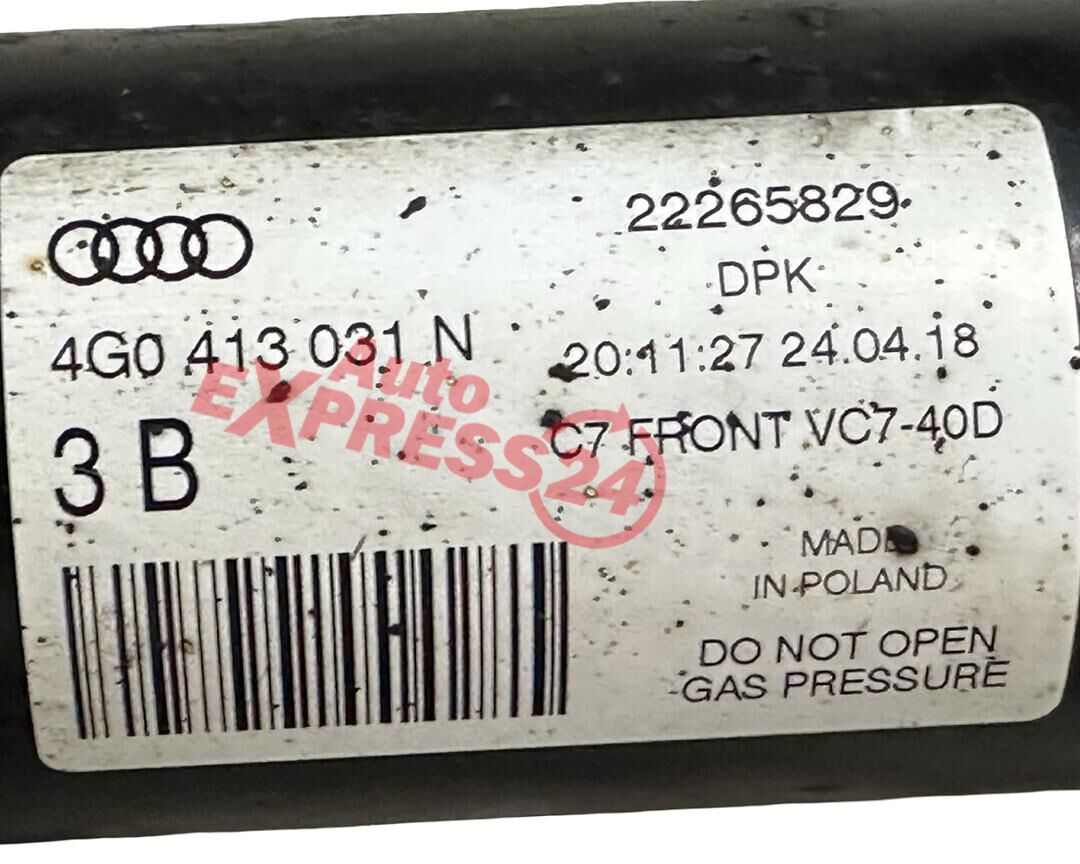 22265829
DPK
4G0 413 031 N
20:11:27 24.04.18
3 B
C7 FRONT VC7-40D
Auto
EXPRESS24
MADE
IN POLAND
DO NOT OPEN
GAS PRESSURE